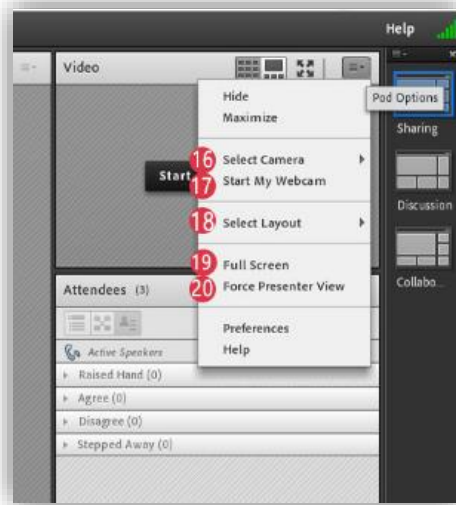 Help
Video
Hide
Pod Options
Maximize
Sharing
16 Select Camera
Start
17 Start My Webcam
Discussion
18 Select Layout
19 Full Screen
Collabo...
Attendees (3)
20 Force Presenter View
Preferences
Active Speakers
Help
Raised Hand (0)
Agree (0)
Disagree (0)
Stepped Away (0)